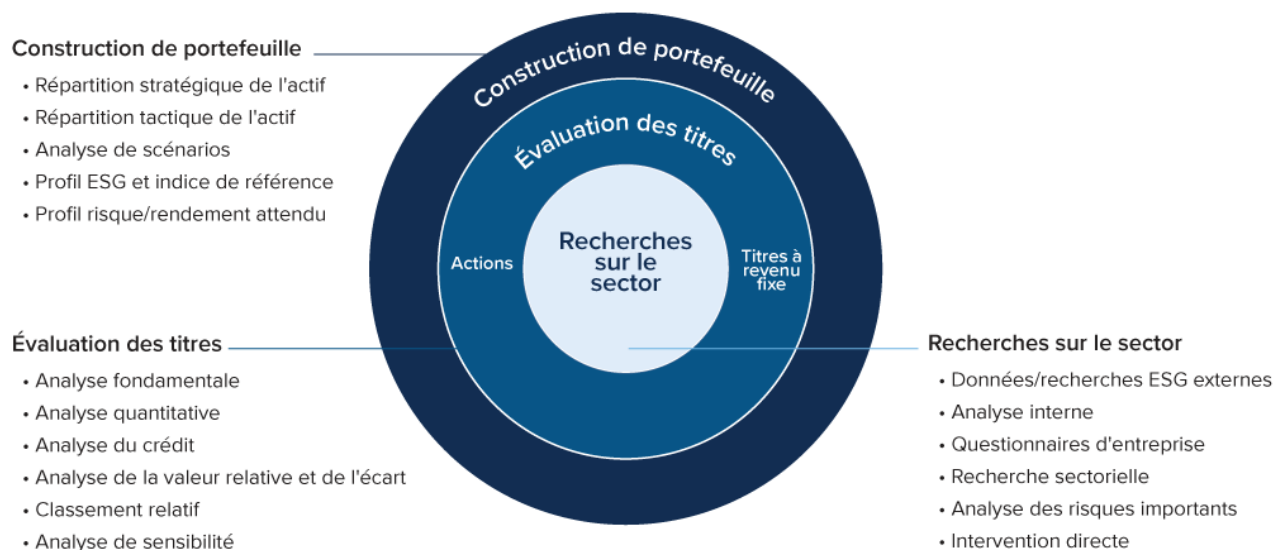 Construction de portefeuille
• Répartition stratégique de l'actif
• Répartition tactique de l'actif
• Analyse de scénarios
• Profil ESG et indice de référence
• Profil risque/rendement attendu
Construction de portefeuille
Évaluation des titres
Actions
Recherches
sur le
sector
Titres à
revenu
fixe
Évaluation des titres
• Analyse fondamentale
• Analyse quantitative
• Analyse du crédit
• Analyse de la valeur relative et de l'écart
• Classement relatif
• Analyse de sensibilité
Recherches sur le sector
• Données/recherches ESG externes
• Analyse interne
• Questionnaires d'entreprise
• Recherche sectorielle
• Analyse des risques importants
• Intervention directe